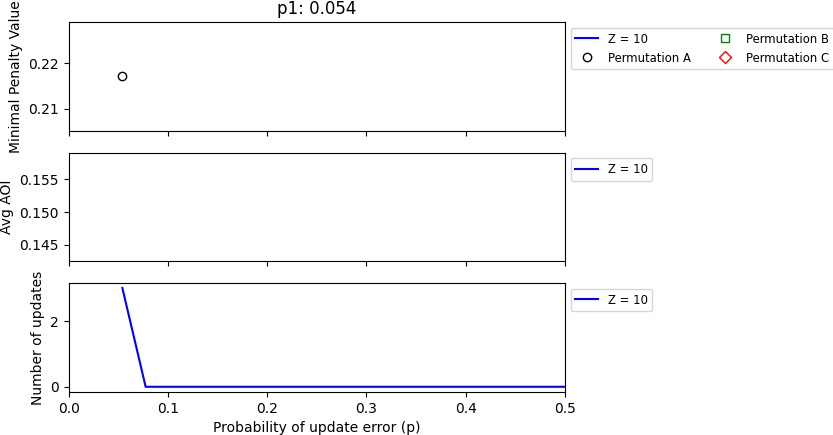 p1: 0.054
Minimal Penalty Value
0.22
0.21
Z = 10
Permutation A
Permutation B
Permutation C
Avg AOI
0.155
0.150
0.145
Z = 10
Number of updates
2
0
Z = 10
0.0 0.1 0.2 0.3 0.4 0.5
Probability of update error (p)